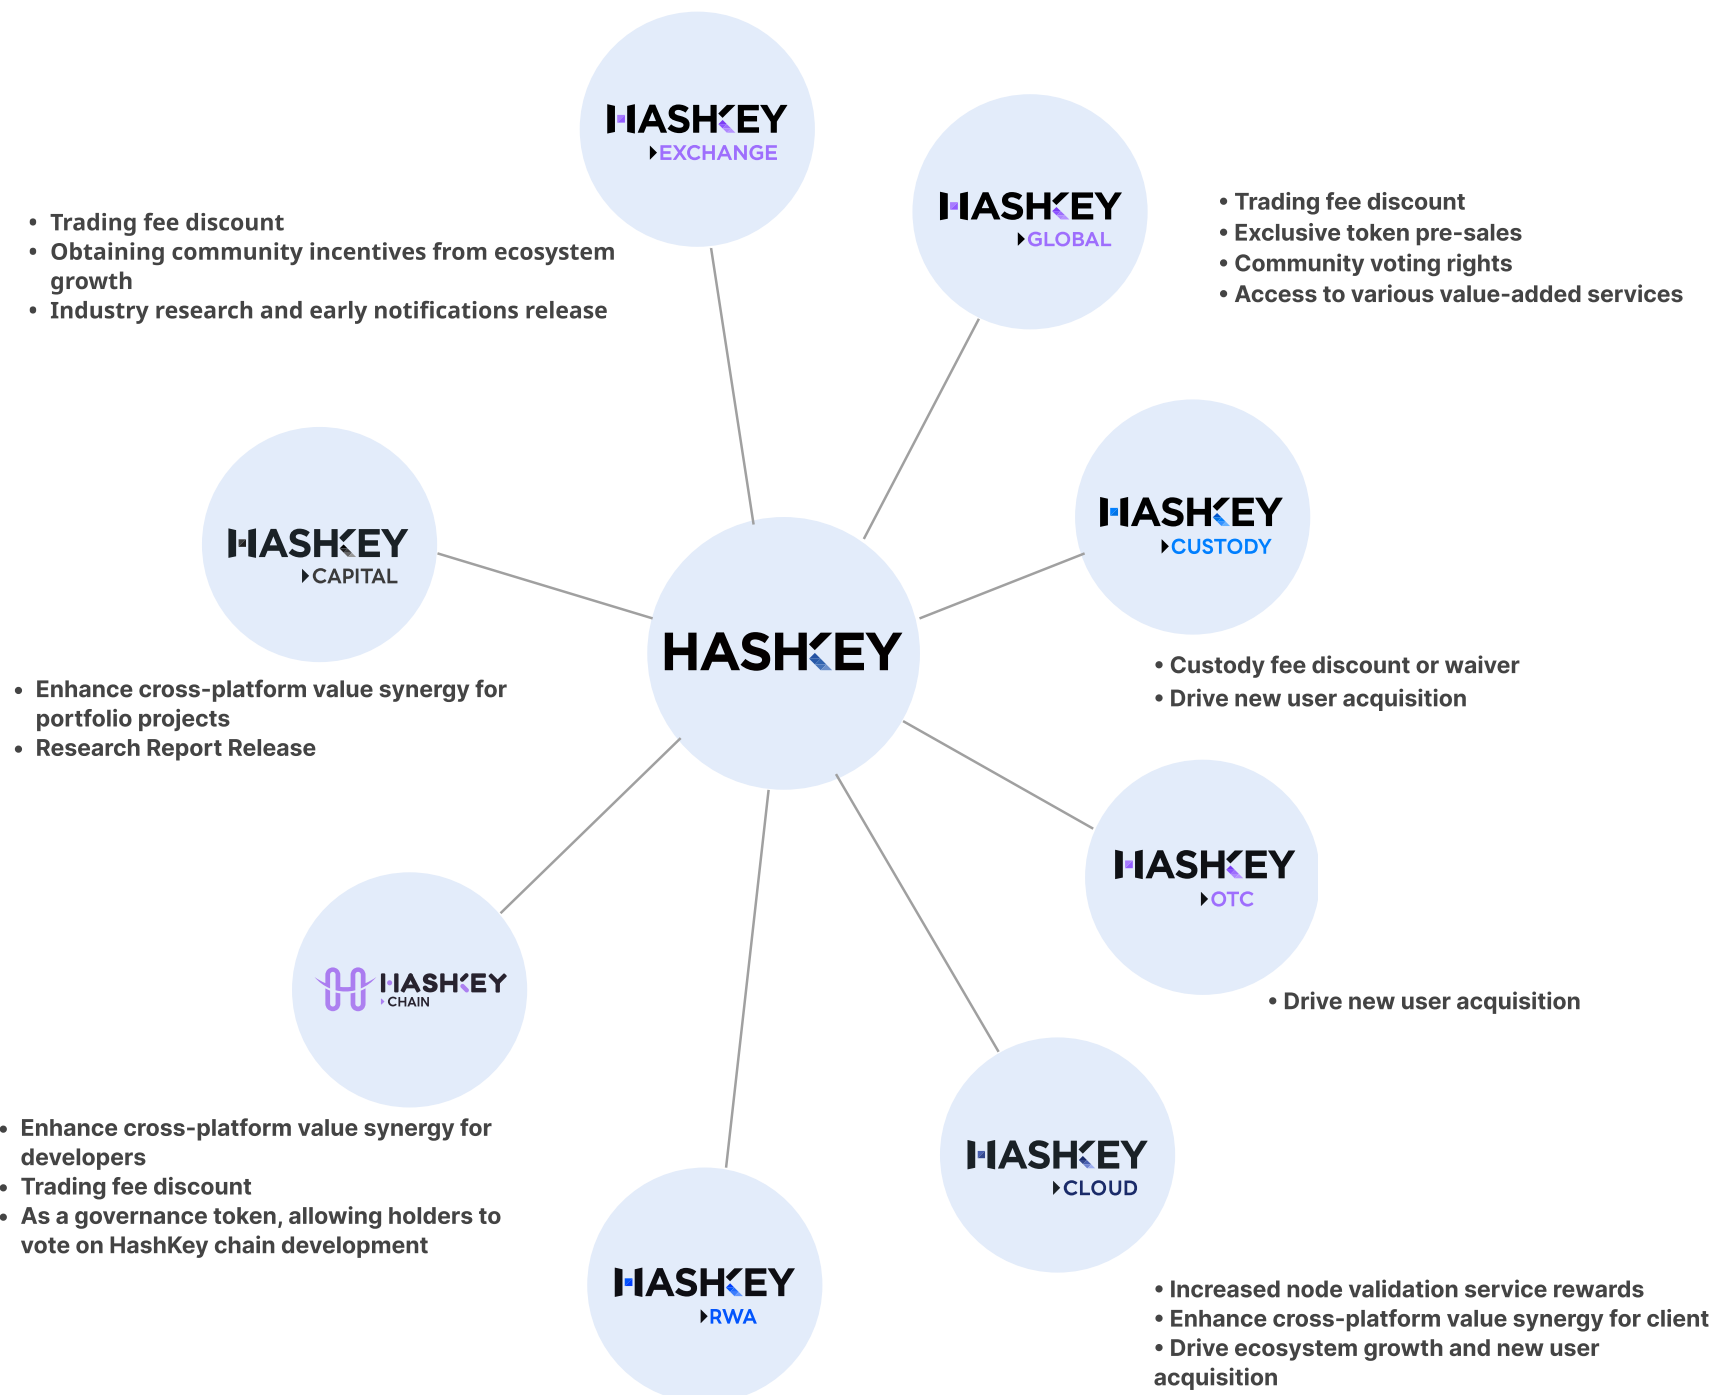 HASHKEY
EXCHANGE
• Trading fee discount
• Obtaining community incentives from ecosystem
growth
• Industry research and early notifications release
HASHKEY
GLOBAL
• Trading fee discount
• Exclusive token pre-sales
• Community voting rights
• Access to various value-added services
HASHKEY
CAPITAL
• Enhance cross-platform value synergy for
portfolio projects
• Research Report Release
HASHKEY
HASHKEY
CUSTODY
• Custody fee discount or waiver
• Drive new user acquisition
HASHKEY
OTC
• Drive new user acquisition
HASHKEY
CHAIN
• Enhance cross-platform value synergy for
developers
• Trading fee discount
• As a governance token, allowing holders to
vote on HashKey chain development
HASHKEY
RWA
HASHKEY
CLOUD
• Increased node validation service rewards
• Enhance cross-platform value synergy for client
• Drive ecosystem growth and new user
acquisition